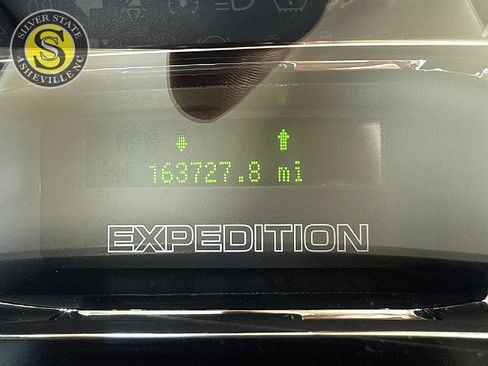 SILVER STATE
S
ASHEVILLE NC
163727.8 mi
EXPEDITION